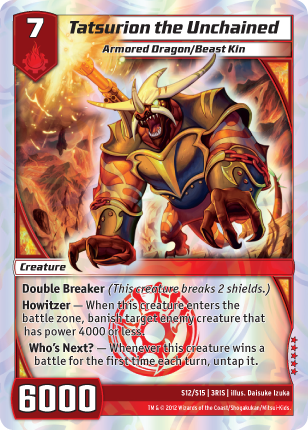 7
Tatsurion the Unchained
Armored Dragon/Beast Kin
Creature
Double Breaker (This creature breaks 2 shields.)
Howitzer — When this creature enters the
battle zone, banish target enemy creature that
has power 4000 or less.
Who's Next? — Whenever this creature wins a
battle for the first time each turn, untap it.
6000
S12/S15 | 3RIS | illus. Daisuke Izuka
TM & © 2012 Wizards of the Coast/Shogakukan/Mitsui-Kids.